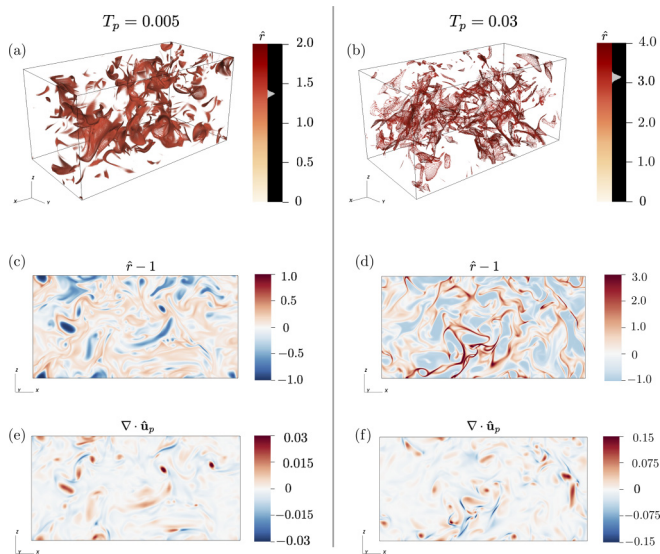 T_p = 0.005
T_p = 0.03
(a)
r̂
2.0
1.5
1.0
0.5
0
Z
X
Y
(b)
r̂
4.0
3.0
2.0
1.0
0
Z
X
Y
(c)
r̂ − 1
1.0
0.5
0
−0.5
−1.0
Z
Y
X
(d)
r̂ − 1
3.0
2.0
1.0
0
−1.0
Z
Y
X
(e)
∇ · û_p
0.03
0.015
0
−0.015
−0.03
Z
Y
X
(f)
∇ · û_p
0.15
0.075
0
−0.075
−0.15
Z
Y
X